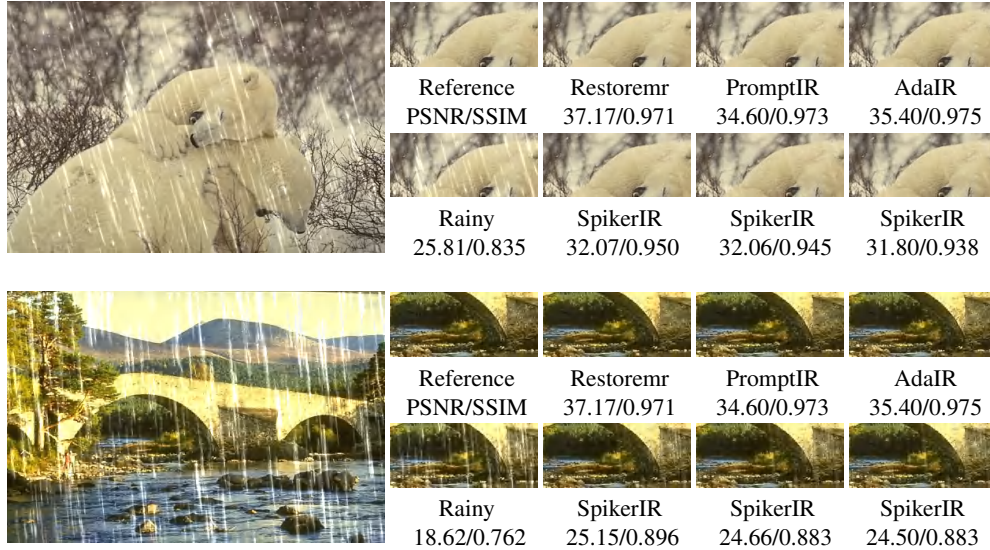 Reference Restoremr PromptIR AdaIR
PSNR/SSIM 37.17/0.971 34.60/0.973 35.40/0.975
Rainy SpikerIR SpikerIR SpikerIR
25.81/0.835 32.07/0.950 32.06/0.945 31.80/0.938
Reference Restoremr PromptIR AdaIR
PSNR/SSIM 37.17/0.971 34.60/0.973 35.40/0.975
Rainy SpikerIR SpikerIR SpikerIR
18.62/0.762 25.15/0.896 24.66/0.883 24.50/0.883